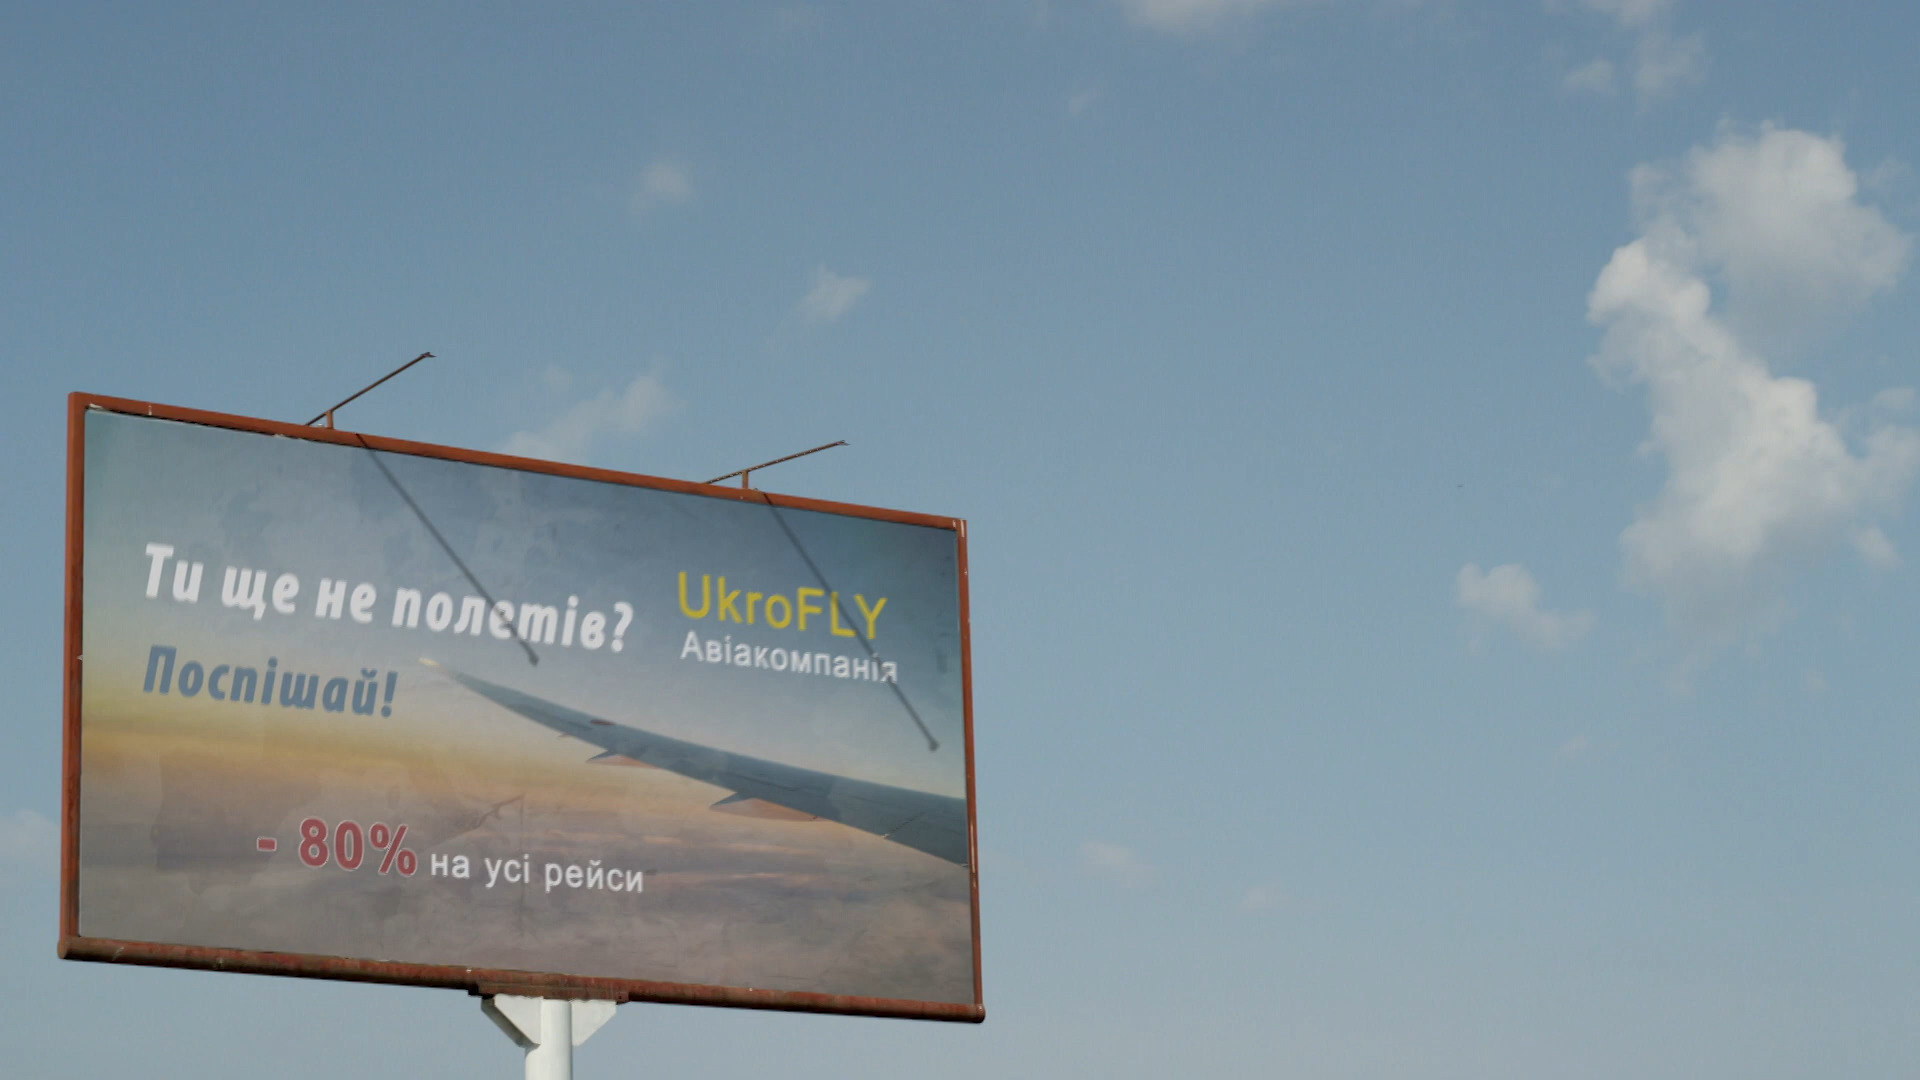 Ти ще не полетів?
Поспішай!
UkroFLY
Авіакомпанія
- 80% на усі рейси